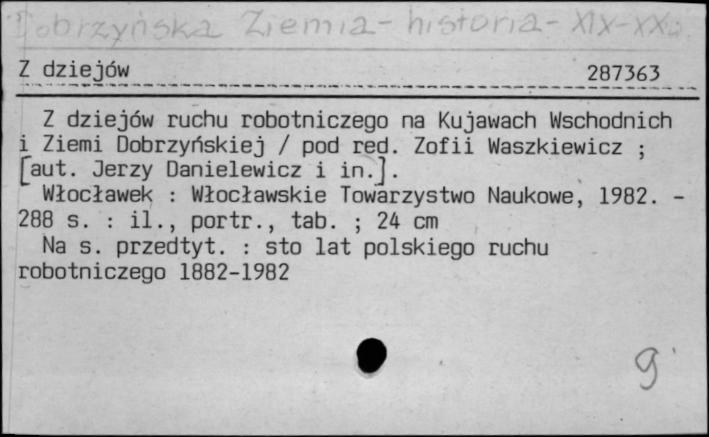 Dobrzyńska Ziemia - historia - XIX-XX w.
Z dziejów 287363
Z dziejów ruchu robotniczego na Kujawach Wschodnich
i Ziemi Dobrzyńskiej / pod red. Zofii Waszkiewicz ;
[aut. Jerzy Danielewicz i in.].
Włocławek : Włocławskie Towarzystwo Naukowe, 1982. -
288 s. : il., portr., tab. ; 24 cm
Na s. przedtyt. : sto lat polskiego ruchu
robotniczego 1882-1982
g